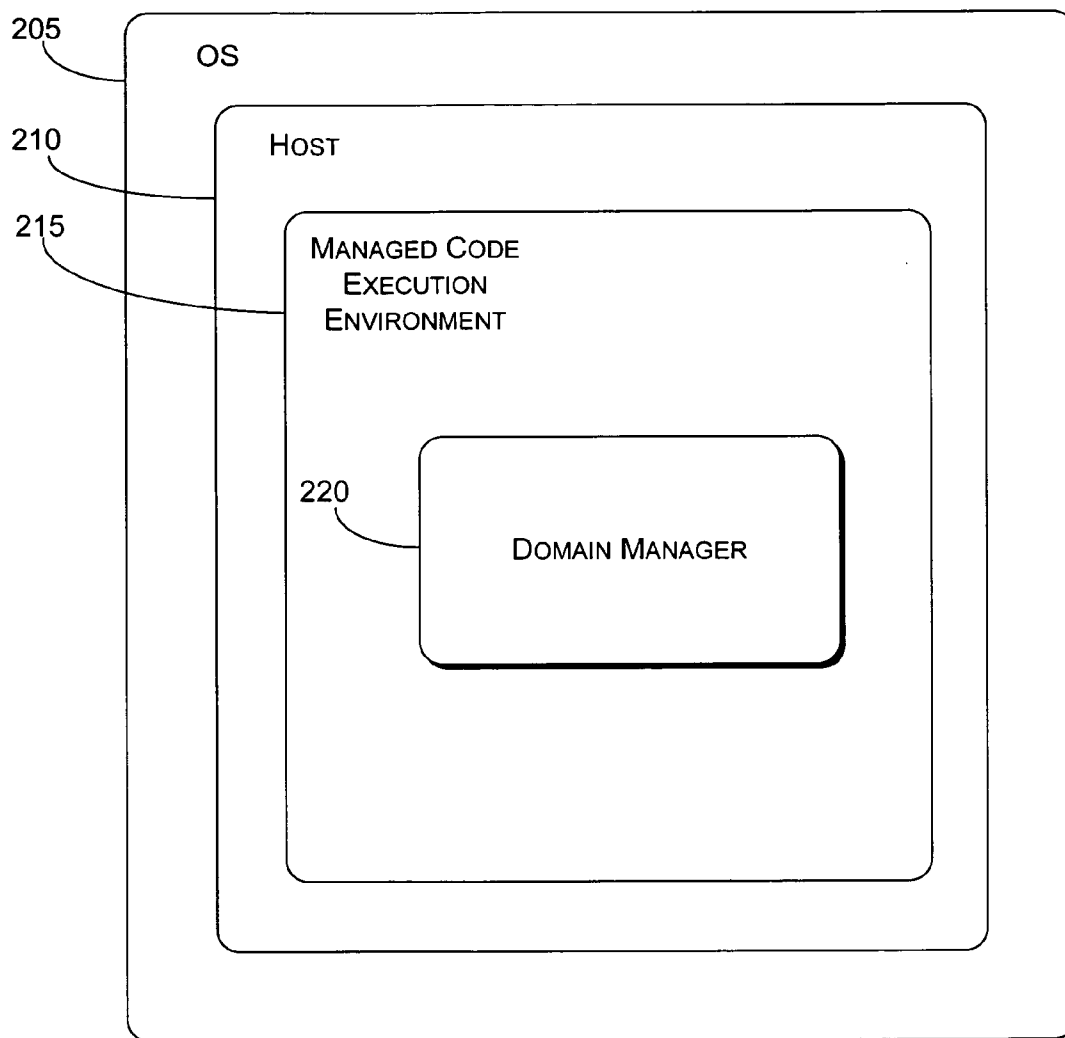 205
OS
210
HOST
215
MANAGED CODE
EXECUTION
ENVIRONMENT
220
DOMAIN MANAGER